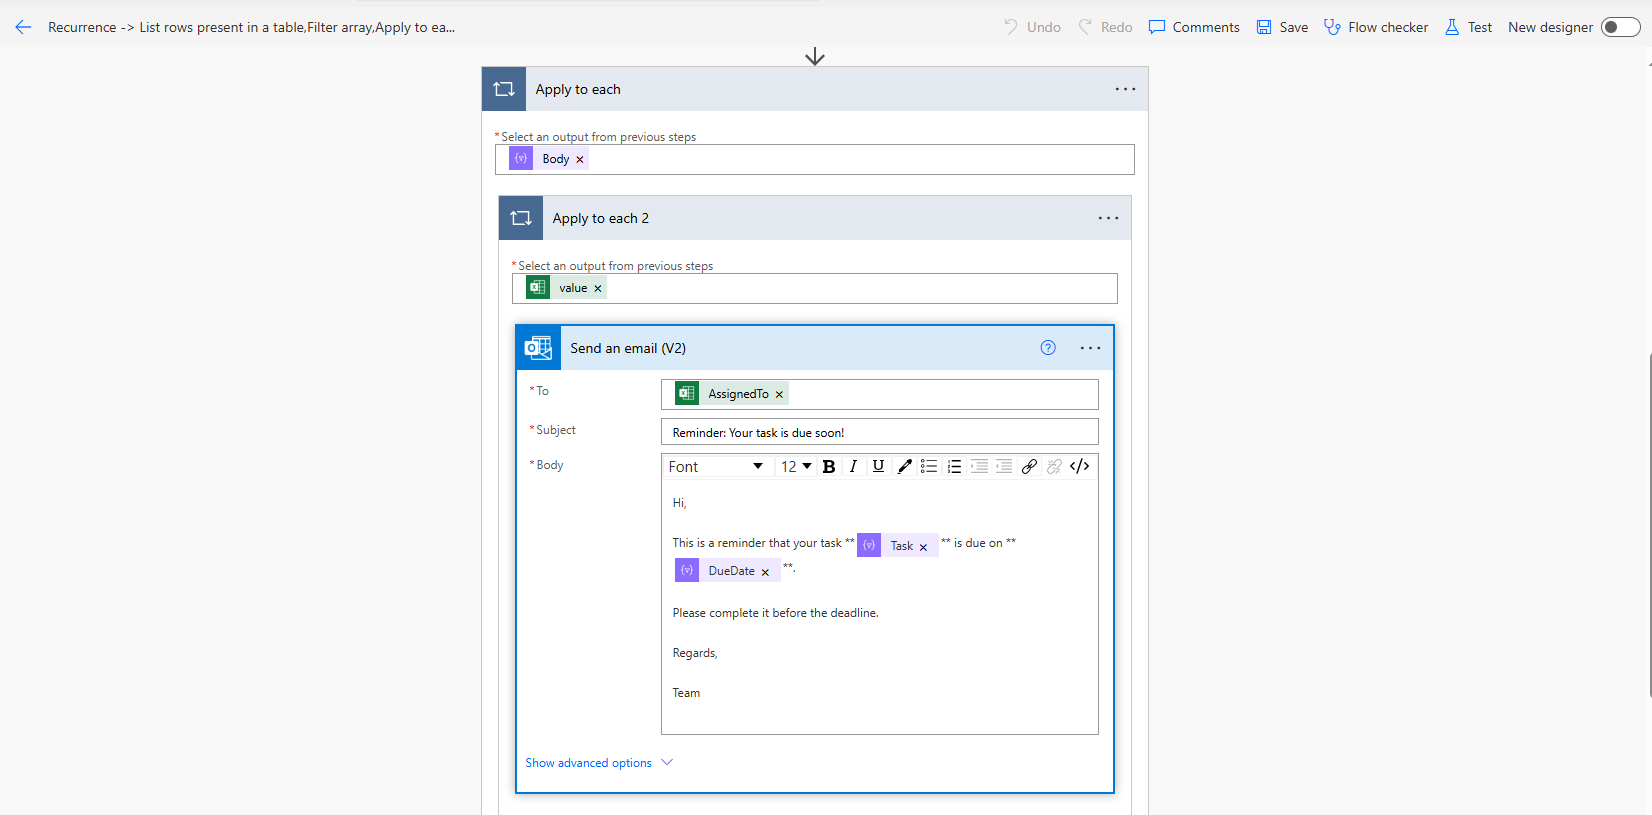 Recurrence -> List rows present in a table,Filter array,Apply to ea...
Undo Redo Comments Save Flow checker Test New designer
Apply to each
*Select an output from previous steps
Body ×
Apply to each 2
*Select an output from previous steps
value ×
Send an email (V2)
*To
AssignedTo ×
*Subject
Reminder: Your task is due soon!
*Body
Font 12 B I U </>
Hi,
This is a reminder that your task ** Task × ** is due on **
DueDate × **.
Please complete it before the deadline.
Regards,
Team
Show advanced options